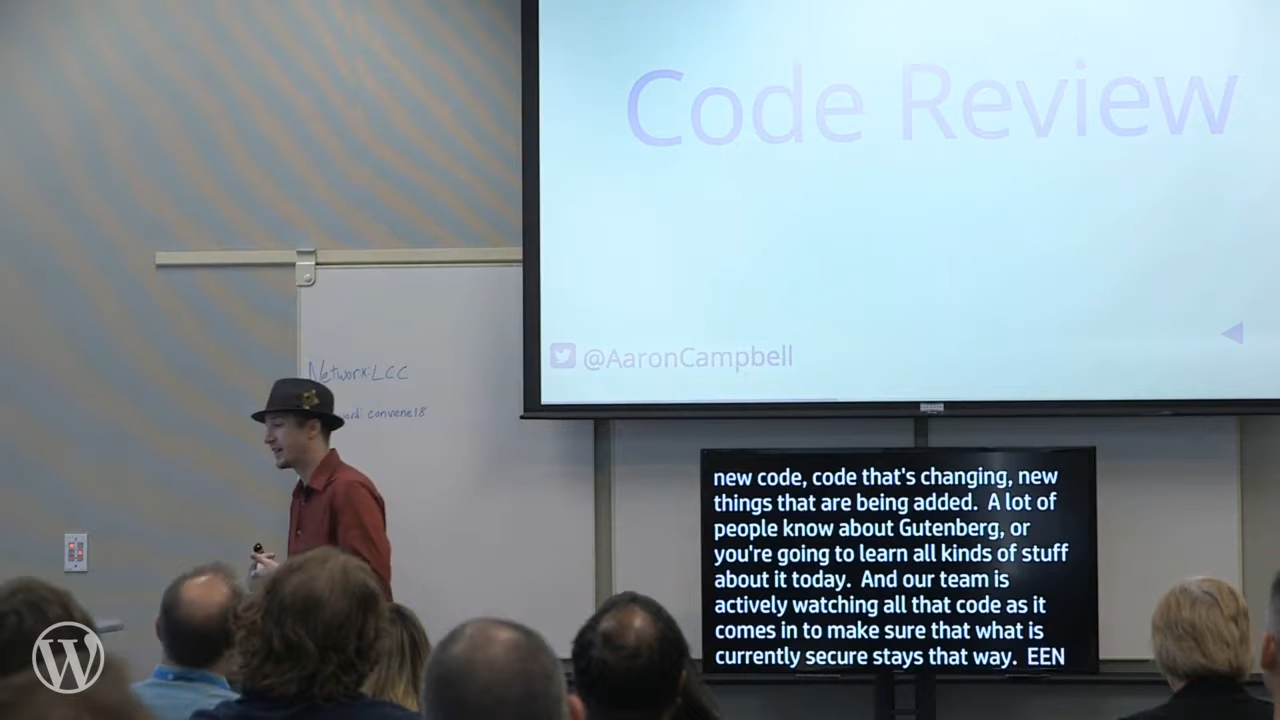 Code Review
@AaronCampbell
Network: LCC
convene18
new code, code that's changing, new
things that are being added. A lot of
people know about Gutenberg, or
you're going to learn all kinds of stuff
about it today. And our team is
actively watching all that code as it
comes in to make sure that what is
currently secure stays that way. EEN